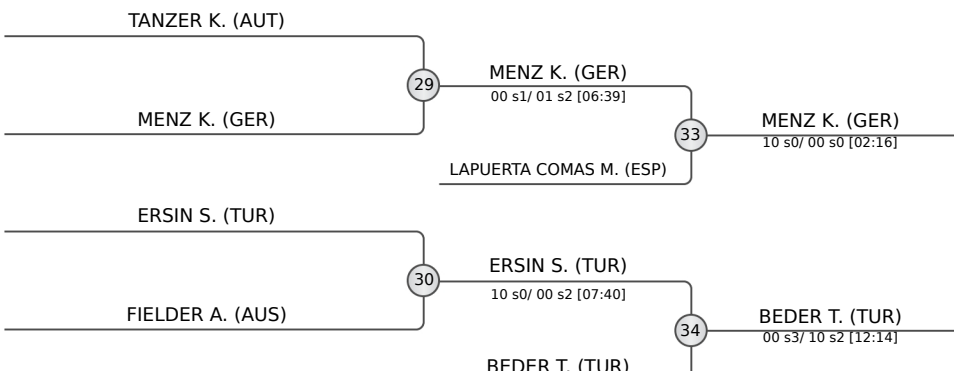 TANZER K. (AUT)
29
MENZ K. (GER)
00 s1/ 01 s2 [06:39]
MENZ K. (GER)
33
MENZ K. (GER)
10 s0/ 00 s0 [02:16]
LAPUERTA COMAS M. (ESP)
ERSIN S. (TUR)
30
ERSIN S. (TUR)
10 s0/ 00 s2 [07:40]
FIELDER A. (AUS)
34
BEDER T. (TUR)
00 s3/ 10 s2 [12:14]
BEDER T. (TUR)